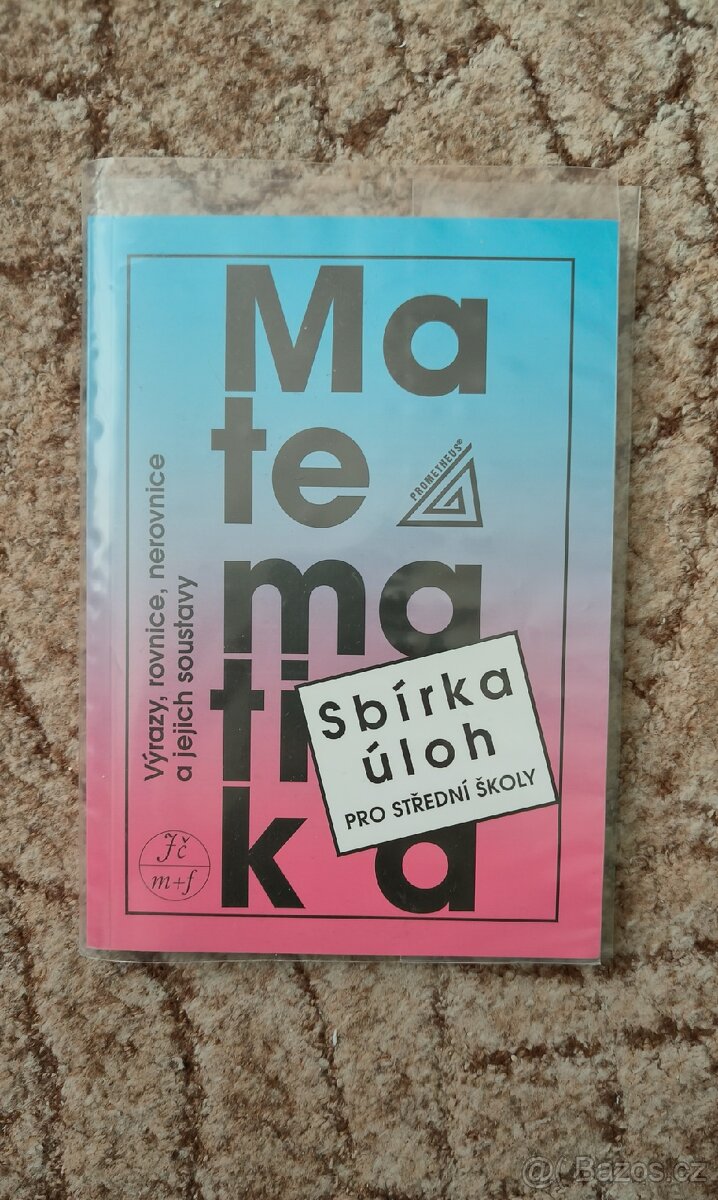 Ma
te
PROMETHEUS®
ma
ti
ka
Výrazy, rovnice, nerovnice
a jejich soustavy
Sbírka
úloh
PRO STŘEDNÍ ŠKOLY
Jč
m+f
@ Bazos.cz